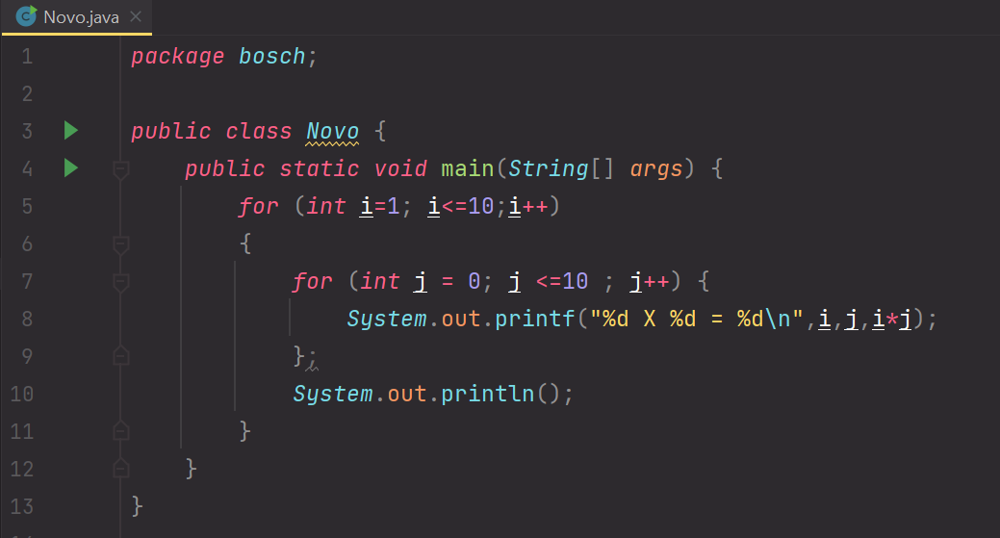 Novo.java
1 package bosch;
2
3 public class Novo {
4 public static void main(String[] args) {
5 for (int i=1; i<=10;i++)
6 {
7 for (int j = 0; j <=10 ; j++) {
8 System.out.printf("%d X %d = %d\n",i,j,i*j);
9 };
10 System.out.println();
11 }
12 }
13 }